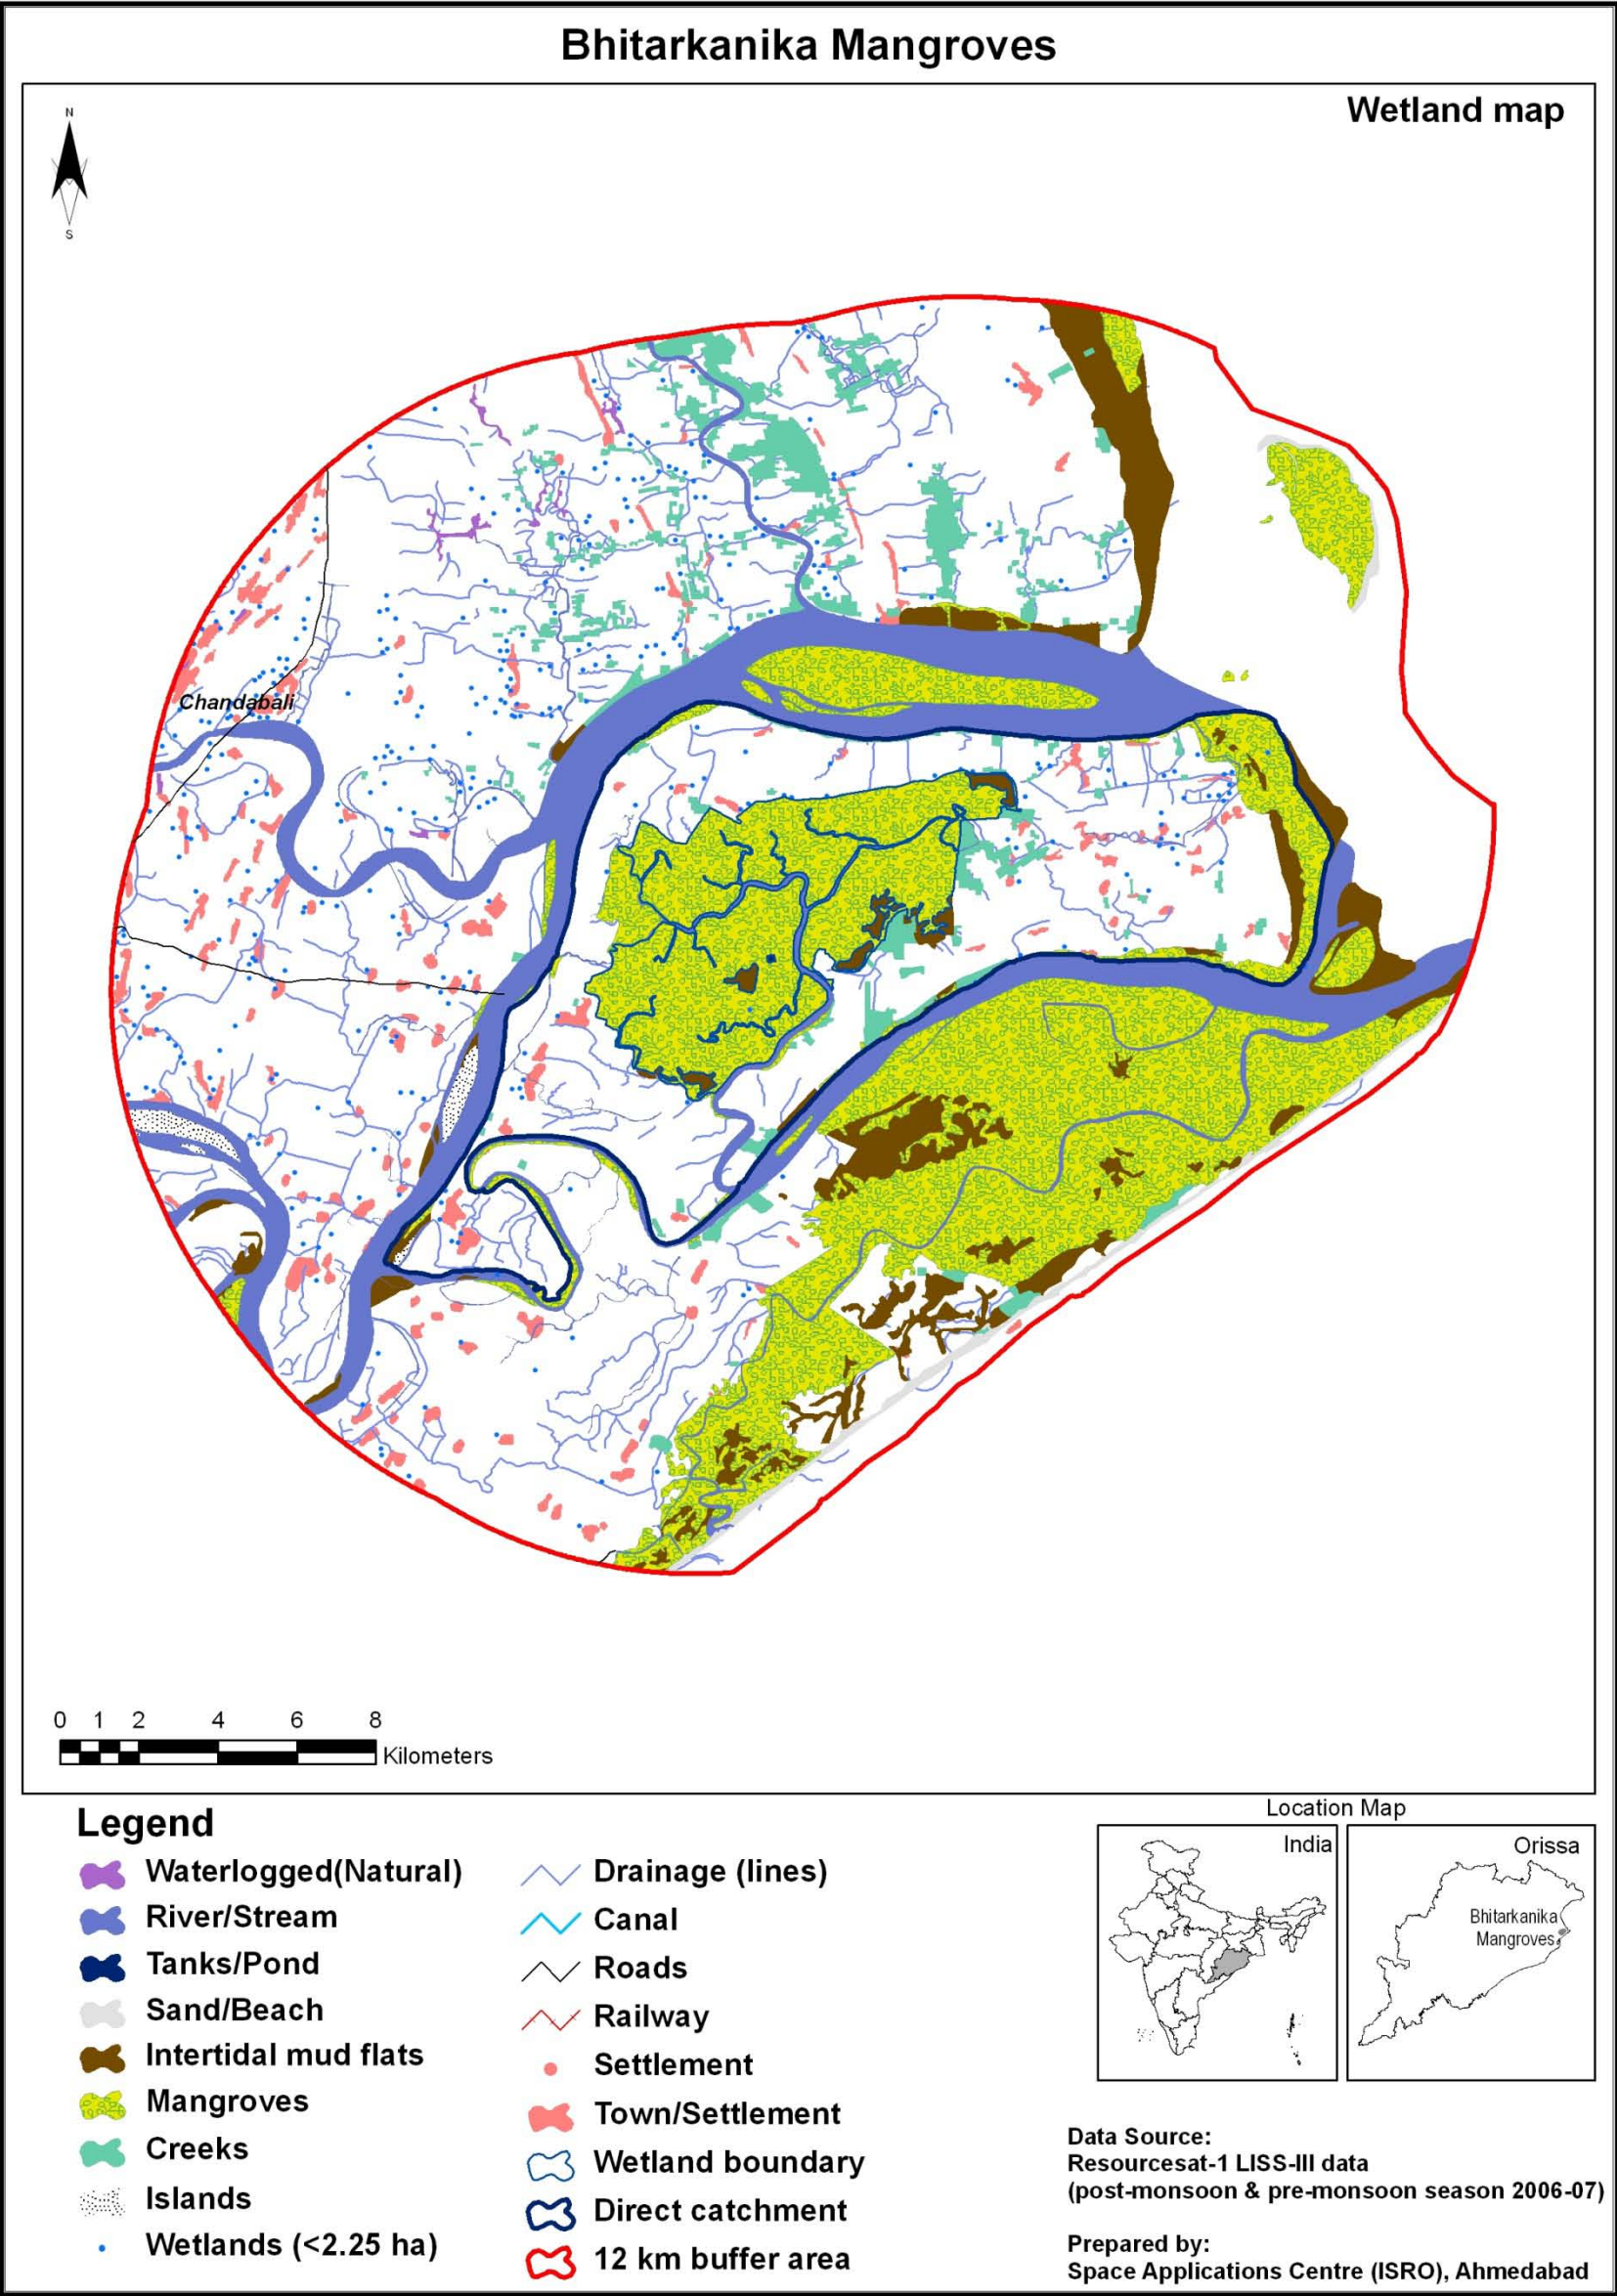 Bhitarkanika Mangroves
Wetland map
N
S
Chandabali
0 1 2 4 6 8
Kilometers
Legend
Waterlogged(Natural)
River/Stream
Tanks/Pond
Sand/Beach
Intertidal mud flats
Mangroves
Creeks
Islands
Wetlands (<2.25 ha)
Drainage (lines)
Canal
Roads
Railway
Settlement
Town/Settlement
Wetland boundary
Direct catchment
12 km buffer area
Location Map
India
Orissa
Bhitarkanika
Mangroves
Data Source:
Resourcesat-1 LISS-III data
(post-monsoon & pre-monsoon season 2006-07)
Prepared by:
Space Applications Centre (ISRO), Ahmedabad